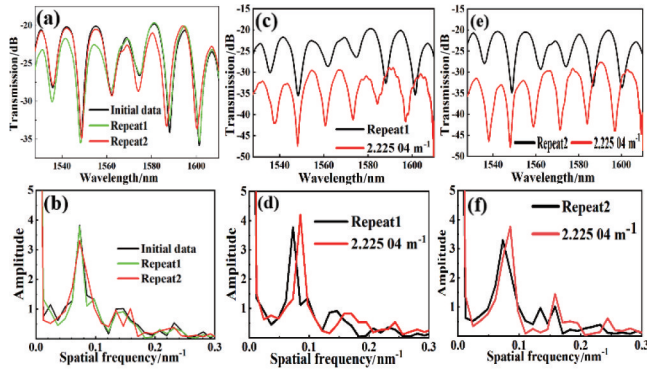 (a)
-20
-25
-30
-35
Transmission/dB
Initial data
Repeat1
Repeat2
1540 1560 1580 1600
Wavelength/nm
(c)
-15
-20
-25
-30
-35
-40
-45
-50
Transmission/dB
Repeat1
2.225 04 m⁻¹
1540 1560 1580 1600
Wavelength/nm
(e)
-15
-20
-25
-30
-35
-40
-45
-50
Transmission/dB
Repeat2
2.225 04 m⁻¹
1540 1560 1580 1600
Wavelength/nm
(b)
5
4
3
2
1
0
Amplitude
Initial data
Repeat1
Repeat2
0.0 0.1 0.2 0.3
Spatial frequency/nm⁻¹
(d)
5
4
3
2
1
0
Amplitude
Repeat1
2.225 04 m⁻¹
0.0 0.1 0.2 0.3
Spatial frequency/nm⁻¹
(f)
5
4
3
2
1
0
Amplitude
Repeat2
2.225 04 m⁻¹
0.0 0.1 0.2 0.3
Spatial frequency/nm⁻¹